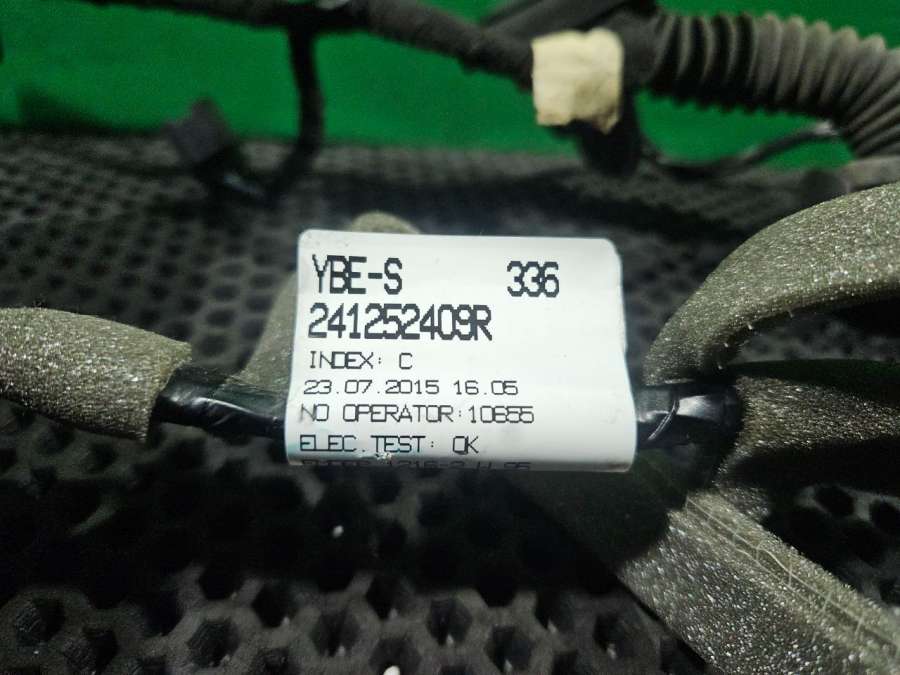 YBE-S 336
241252409R
INDEX: C
23.07.2015 16.05
NO OPERATOR:10655
ELEC.TEST: OK